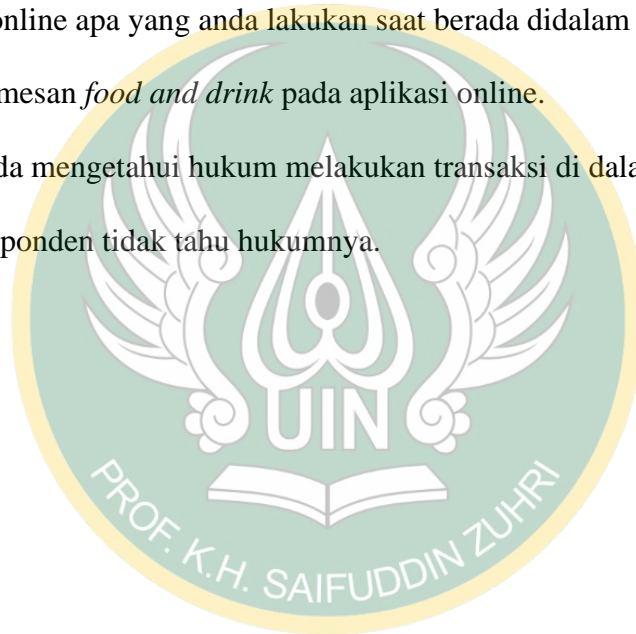 online apa yang anda lakukan saat berada didalam
mesan food and drink pada aplikasi online.
da mengetahui hukum melakukan transaksi di dala
ponden tidak tahu hukumnya.
UIN
PROF. K.H. SAIFUDDIN ZUHRI